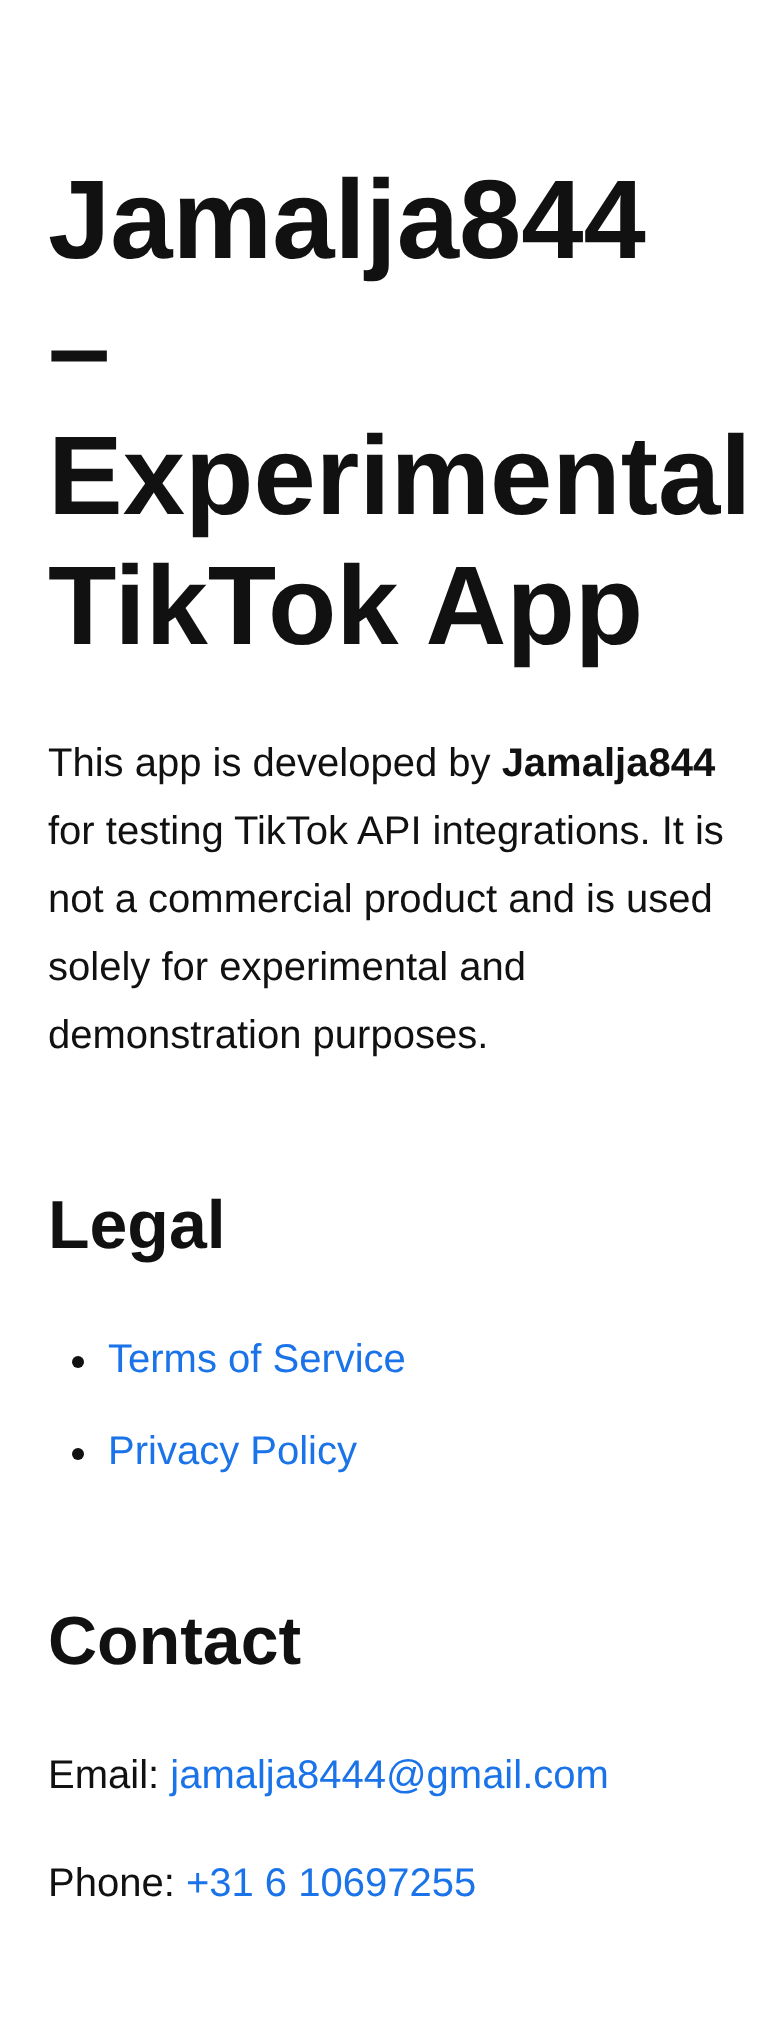 Jamalja844
–
Experimental
TikTok App
This app is developed by Jamalja844
for testing TikTok API integrations. It is
not a commercial product and is used
solely for experimental and
demonstration purposes.
Legal
• Terms of Service
• Privacy Policy
Contact
Email: jamalja8444@gmail.com
Phone: +31 6 10697255